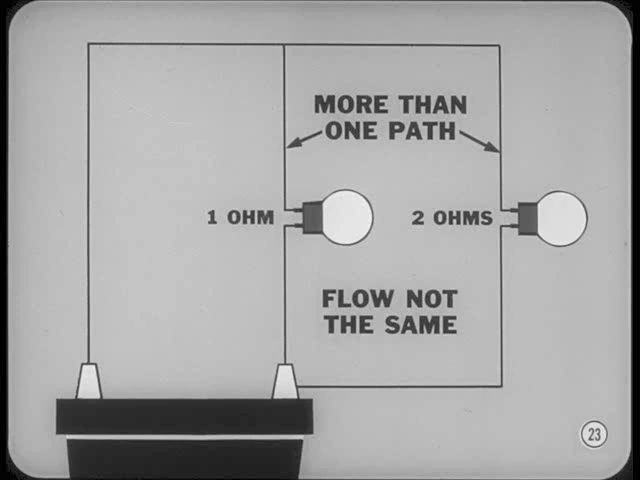 MORE THAN
ONE PATH
1 OHM
2 OHMS
FLOW NOT
THE SAME
23